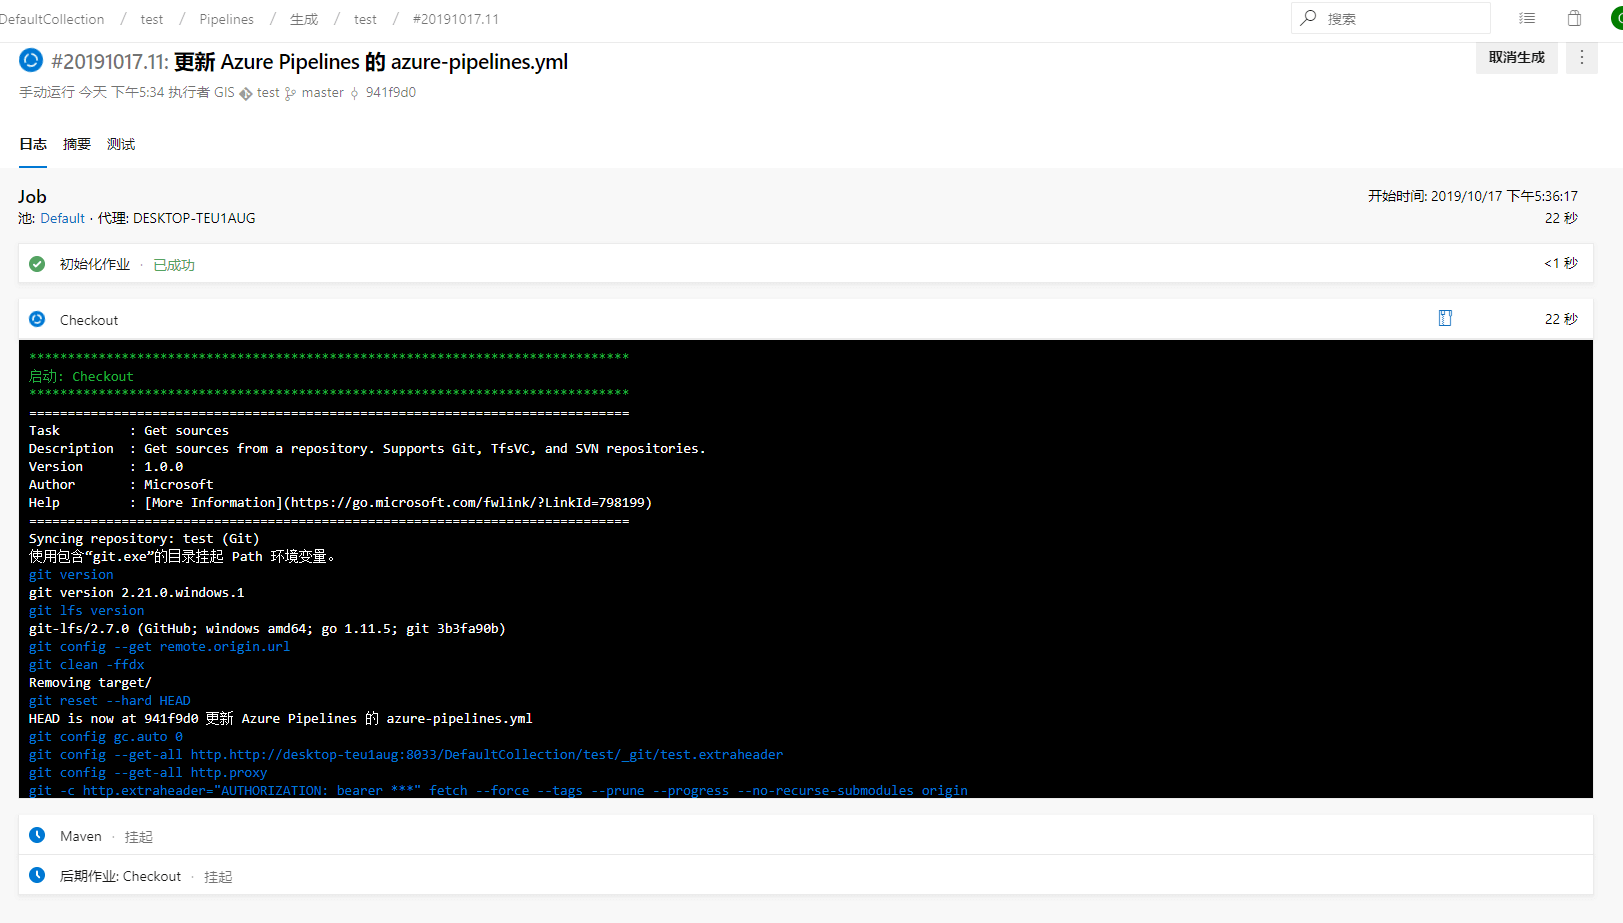 DefaultCollection / test / Pipelines / 生成 / test / #20191017.11
搜索
#20191017.11: 更新 Azure Pipelines 的 azure-pipelines.yml
取消生成
手动运行 今天 下午5:34 执行者 GIS test master 941f9d0
日志 摘要 测试
Job
开始时间: 2019/10/17 下午5:36:17
池: Default · 代理: DESKTOP-TEU1AUG
22 秒
初始化作业 · 已成功
<1 秒
Checkout
22 秒
******************************************************************************
启动: Checkout
******************************************************************************
==============================================================================
Task : Get sources
Description : Get sources from a repository. Supports Git, TfsVC, and SVN repositories.
Version : 1.0.0
Author : Microsoft
Help : [More Information](https://go.microsoft.com/fwlink/?LinkId=798199)
==============================================================================
Syncing repository: test (Git)
使用包含“git.exe”的目录挂起 Path 环境变量。
git version
git version 2.21.0.windows.1
git lfs version
git-lfs/2.7.0 (GitHub; windows amd64; go 1.11.5; git 3b3fa90b)
git config --get remote.origin.url
git clean -ffdx
Removing target/
git reset --hard HEAD
HEAD is now at 941f9d0 更新 Azure Pipelines 的 azure-pipelines.yml
git config gc.auto 0
git config --get-all http.http://desktop-teu1aug:8033/DefaultCollection/test/_git/test.extraheader
git config --get-all http.proxy
git -c http.extraheader="AUTHORIZATION: bearer ***" fetch --force --tags --prune --progress --no-recurse-submodules origin
Maven · 挂起
后期作业: Checkout · 挂起